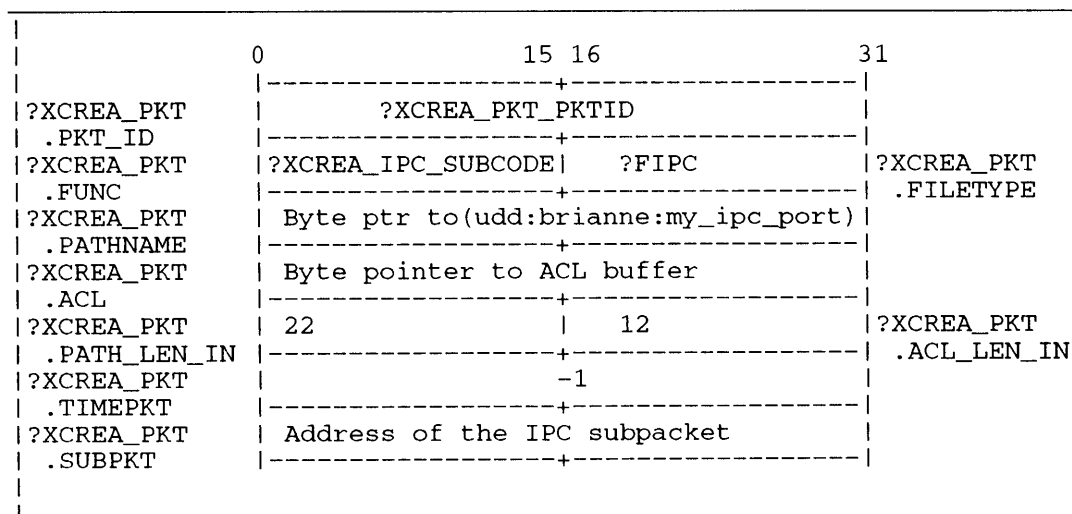 0 15 16 31
|------------------+------------------|
?XCREA_PKT | ?XCREA_PKT_PKTID |
.PKT_ID |------------------+------------------|
?XCREA_PKT |?XCREA_IPC_SUBCODE| ?FIPC |?XCREA_PKT
.FUNC |------------------+------------------| .FILETYPE
?XCREA_PKT | Byte ptr to(udd:brianne:my_ipc_port)|
.PATHNAME |------------------+------------------|
?XCREA_PKT | Byte pointer to ACL buffer |
.ACL |------------------+------------------|
?XCREA_PKT | 22 | 12 |?XCREA_PKT
.PATH_LEN_IN |------------------+------------------| .ACL_LEN_IN
?XCREA_PKT | -1 |
.TIMEPKT |------------------+------------------|
?XCREA_PKT | Address of the IPC subpacket |
.SUBPKT |------------------+------------------|